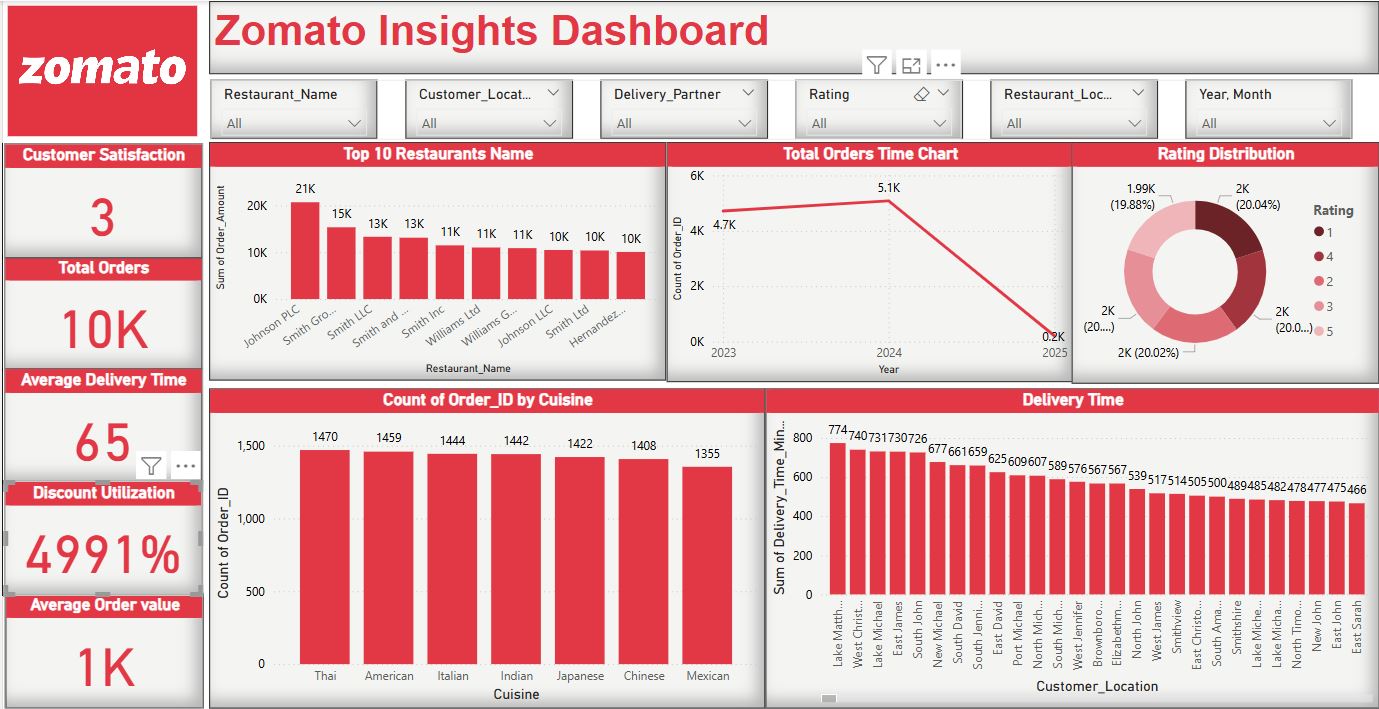 zomato
Zomato Insights Dashboard
Restaurant_Name
All
Customer_Locat...
All
Delivery_Partner
All
Rating
All
Restaurant_Loc...
All
Year, Month
All
Customer Satisfaction
3
Total Orders
10K
Average Delivery Time
65
Discount Utilization
4991%
Average Order value
1K
Top 10 Restaurants Name
Sum of Order_Amount
20K
10K
0K
21K
15K
13K
13K
11K
11K
11K
10K
10K
10K
Johnson PLC
Smith Gro...
Smith LLC
Smith and ...
Smith Inc
Williams Ltd
Williams G...
Johnson LLC
Smith Ltd
Hernandez...
Restaurant_Name
Total Orders Time Chart
Count of Order_ID
6K
4K
2K
0K
4.7K
5.1K
0.2K
2023
2024
2025
Year
Rating Distribution
1.99K
(19.88%)
2K
(20.04%)
2K
(20....)
2K
(20.0...)
2K (20.02%)
Rating
1
4
2
3
5
Count of Order_ID by Cuisine
Count of Order_ID
1,500
1,000
500
0
1470
1459
1444
1442
1422
1408
1355
Thai
American
Italian
Indian
Japanese
Chinese
Mexican
Cuisine
Delivery Time
Sum of Delivery_Time_Min...
800
600
400
200
0
774
740
731
730
726
677
661
659
625
609
607
589
576
567
567
539
517
514
505
500
489
485
482
478
477
475
466
Lake Matth...
West Christ...
Lake Michael
East James
South John
New Michael
South David
South Jenni...
East David
Port Michael
North Mich...
South Mich...
West Jennifer
Brownboro...
Elizabethm...
North John
West James
Smithview
East Christo...
South Ama...
Smithshire
Lake Miche...
Lake Micha...
North Timo...
New John
East John
East Sarah
Customer_Location